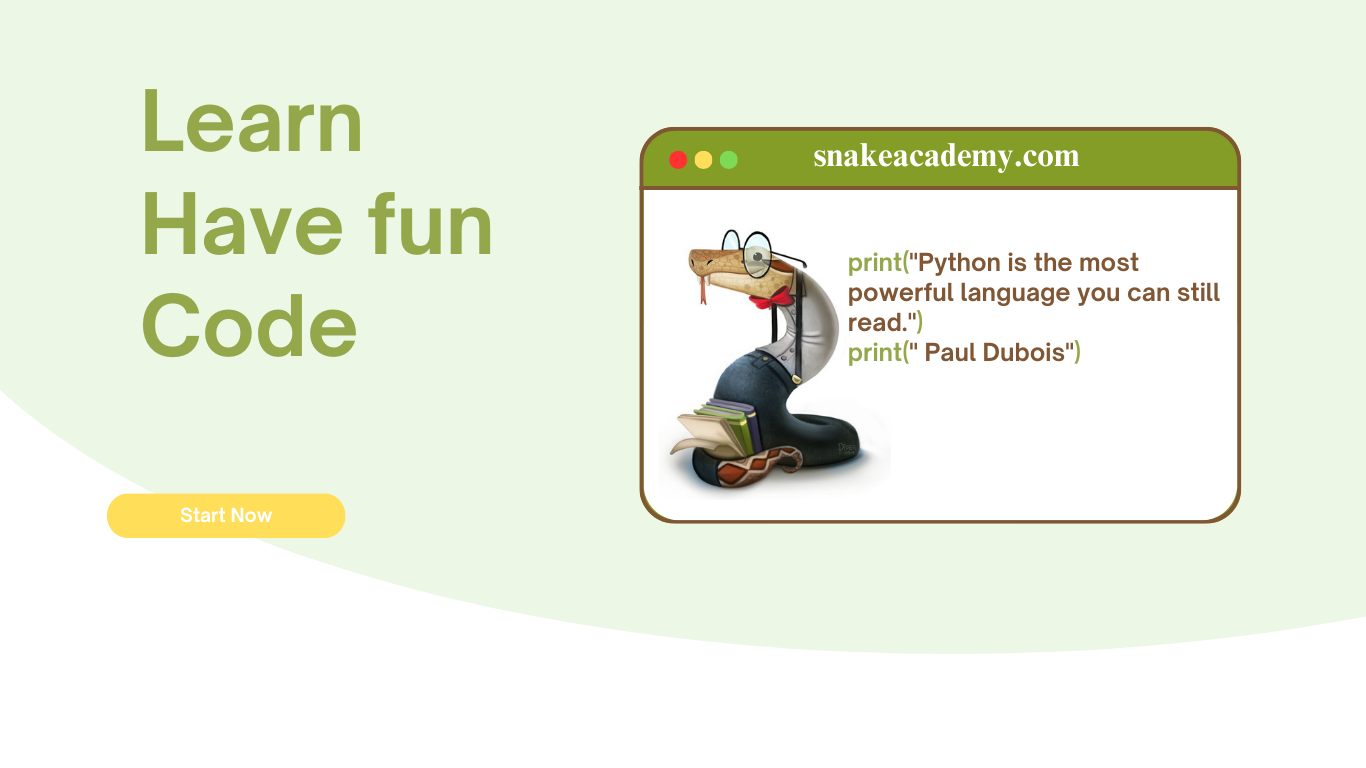 Learn
Have fun
Code
Start Now
snakeacademy.com
print("Python is the most
powerful language you can still
read.")
print(" Paul Dubois")